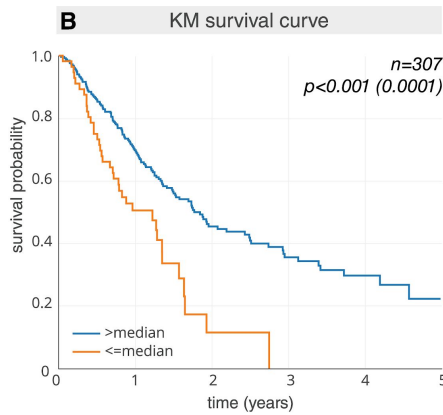 B KM survival curve
n=307
p<0.001 (0.0001)
survival probability
1.0
0.8
0.6
0.4
0.2
0
>median
<=median
0 1 2 3 4 5
time (years)